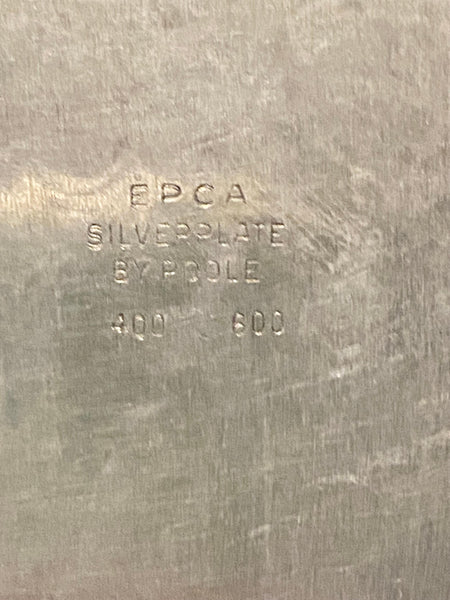 EPCA
SILVERPLATE
BY POOLE
400 600